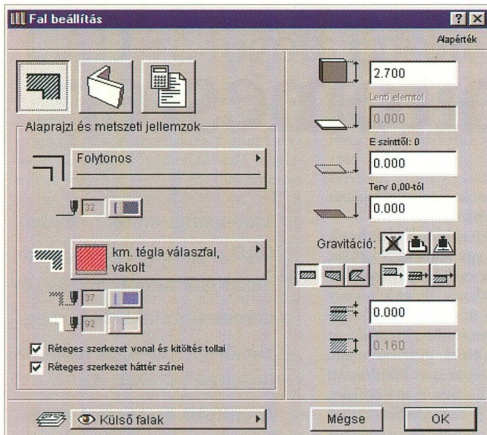 Fal beállítás
Alapérték
Alaprajzi és metszeti jellemzok
Folytonos
32
km. tégla válaszfal,
vakolt
37
92
Réteges szerkezet vonal és kitöltés tollai
Réteges szerkezet háttér színei
Külső falak
2.700
Lenti elemtol
0.000
E szinttől: 0
0.000
Terv 0,00-tól
0.000
Gravitáció:
0.000
0.160
Mégse
OK